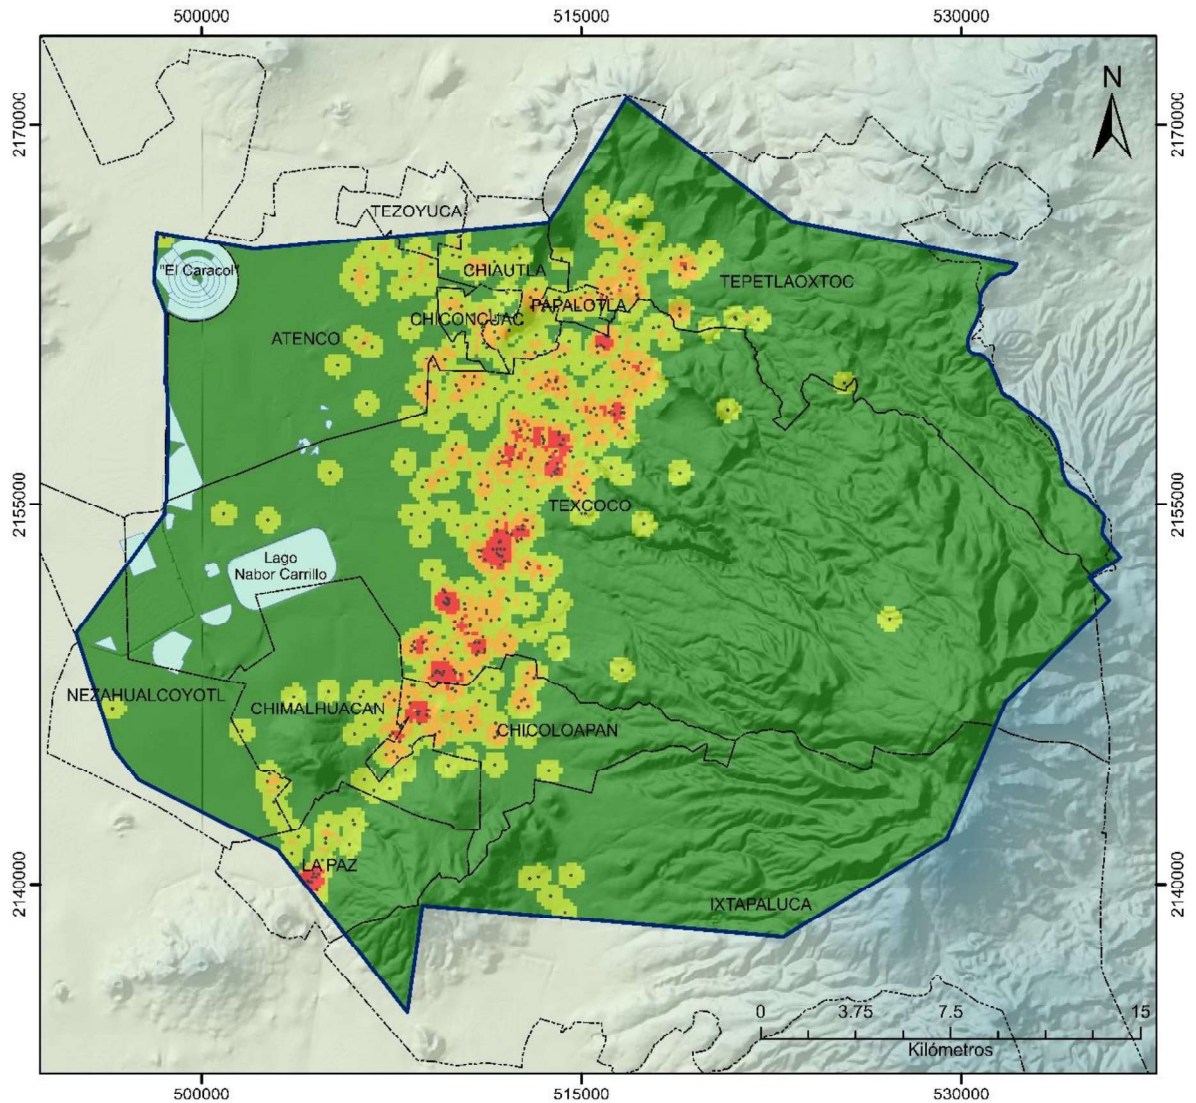 500000
515000
530000
2170000
2170000
N
TEZOYUCA
"El Caracol"
CHIAUTLA
TEPETLAOXTOC
PAPALOTLA
CHICONCUAC
ATENCO
2155000
2155000
TEXCOCO
Lago
Nabor Carrillo
NEZAHUALCOYOTL
CHIMALHUACAN
CHICOLOAPAN
LA PAZ
2140000
2140000
IXTAPALUCA
0
3.75
7.5
15
Kilómetros
500000
515000
530000